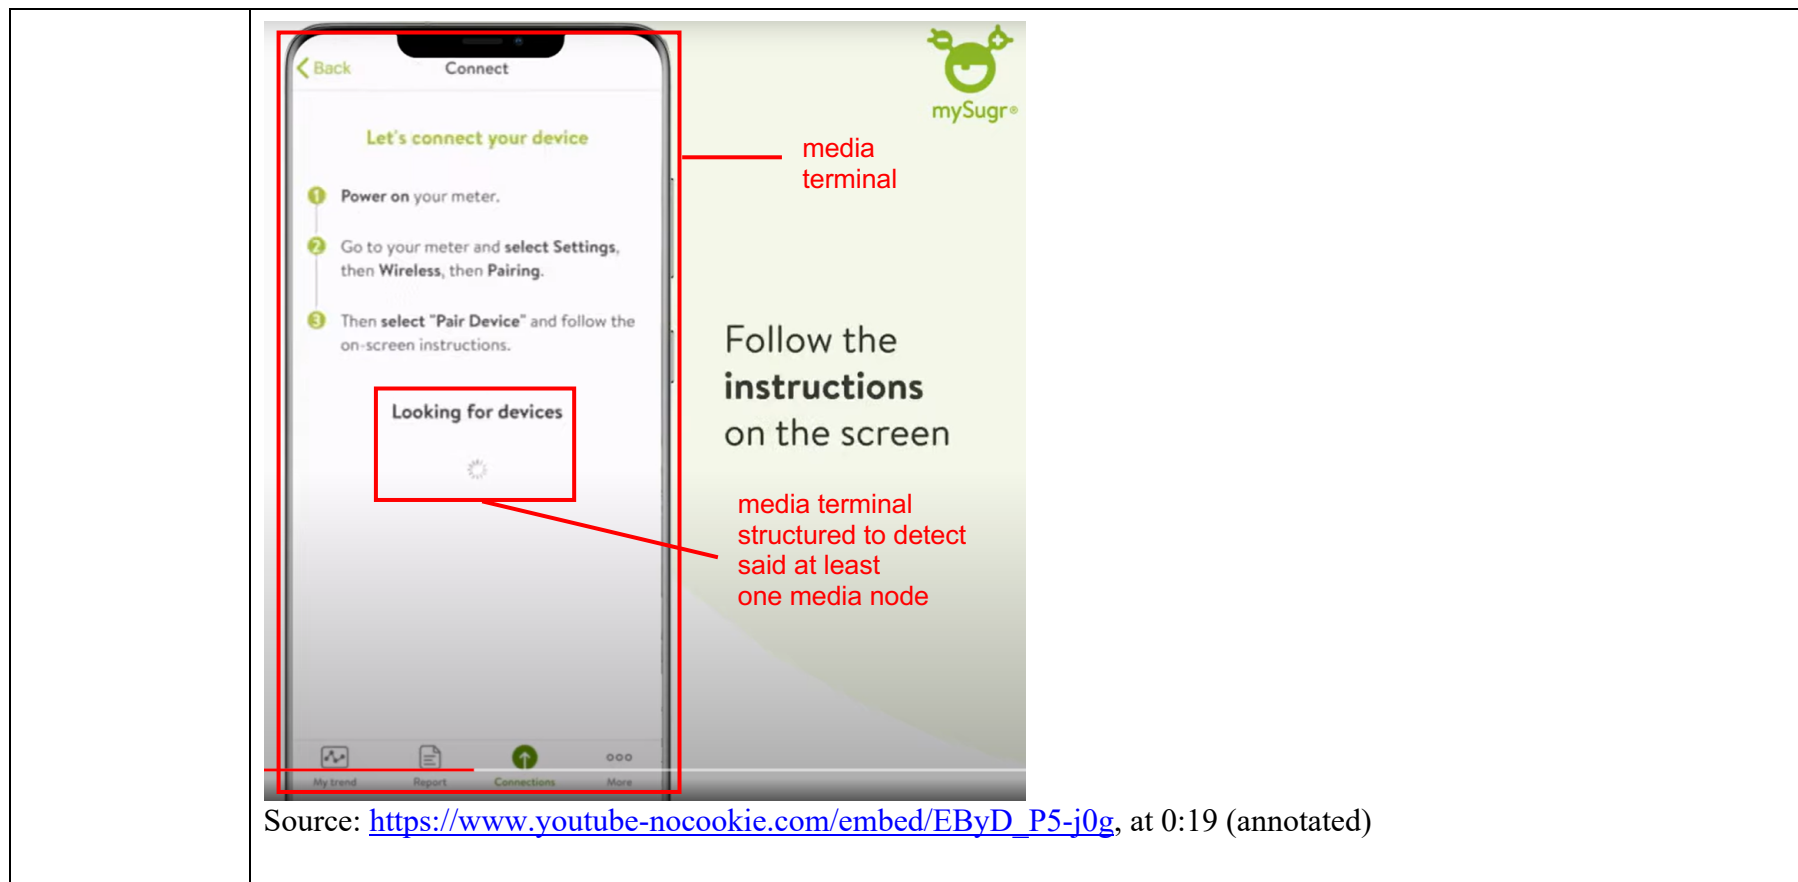 Back
Connect
mySugr®
Let's connect your device
media
terminal
1 Power on your meter.
2 Go to your meter and select Settings,
then Wireless, then Pairing.
3 Then select "Pair Device" and follow the
on-screen instructions.
Follow the
instructions
on the screen
Looking for devices
media terminal
structured to detect
said at least
one media node
My trend
Report
Connections
More
Source: https://www.youtube-nocookie.com/embed/EByD_P5-j0g, at 0:19 (annotated)